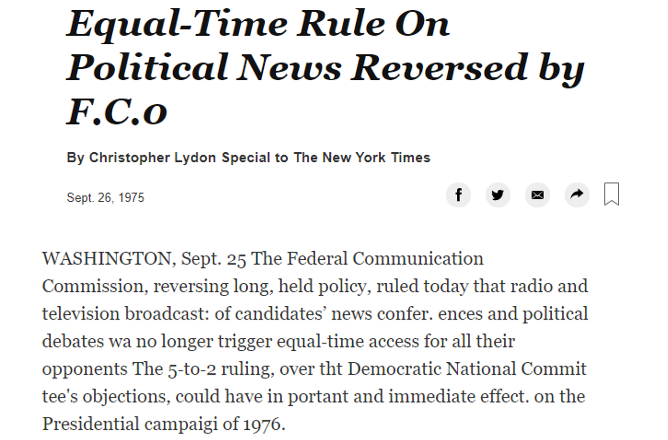 Equal-Time Rule On
Political News Reversed by
F.C.0
By Christopher Lydon Special to The New York Times
Sept. 26, 1975
WASHINGTON, Sept. 25 The Federal Communication
Commission, reversing long, held policy, ruled today that radio and
television broadcast: of candidates’ news confer. ences and political
debates wa no longer trigger equal-time access for all their
opponents The 5-to-2 ruling, over tht Democratic National Commit
tee's objections, could have in portant and immediate effect. on the
Presidential campaigi of 1976.